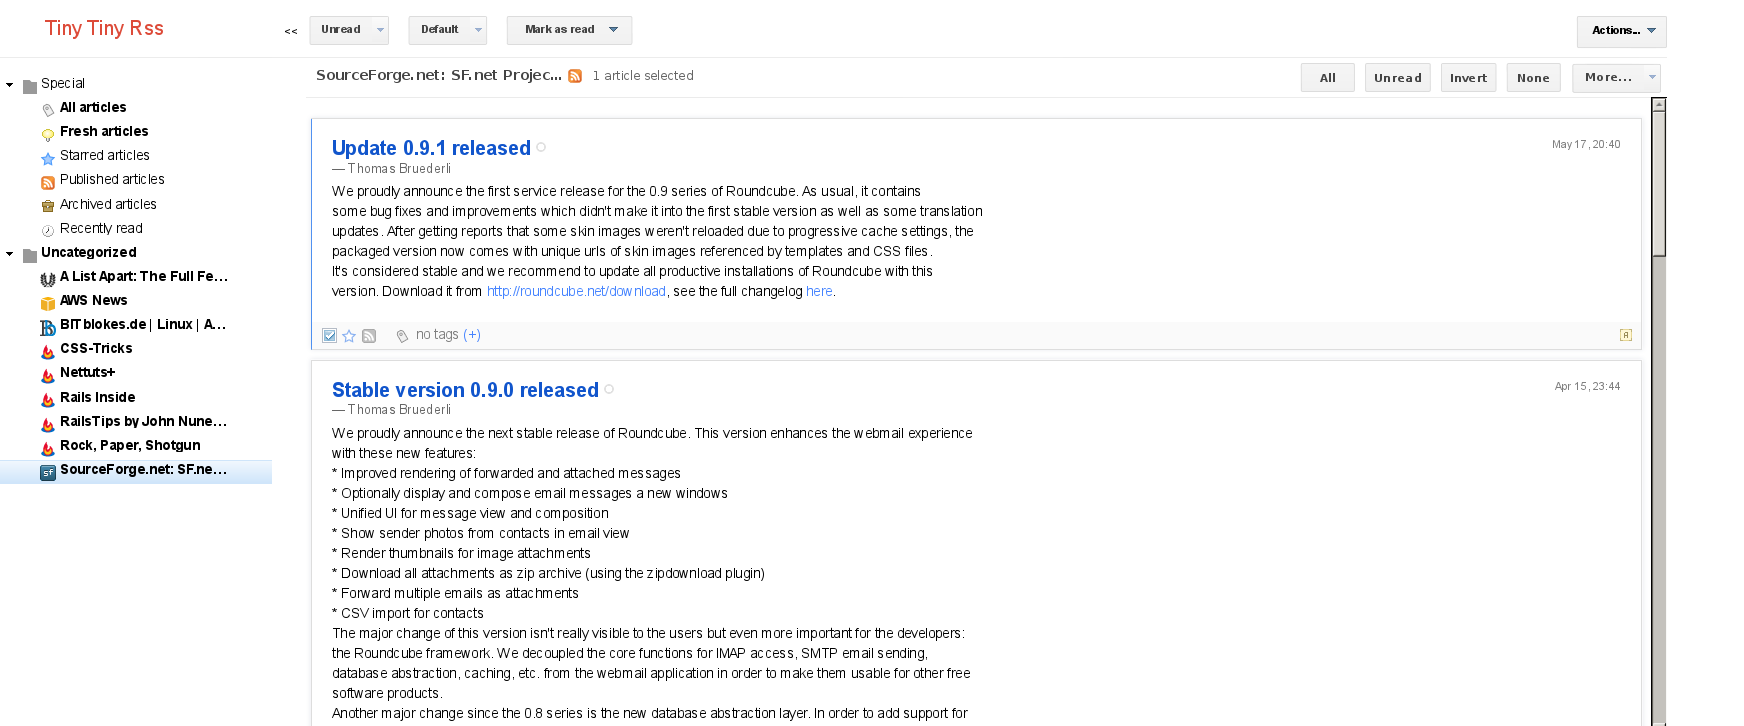 Tiny Tiny Rss
<<
Unread
Default
Mark as read
Actions...
Special
All articles
Fresh articles
Starred articles
Published articles
Archived articles
Recently read
Uncategorized
A List Apart: The Full Fe...
AWS News
BITblokes.de | Linux | A...
CSS-Tricks
Nettuts+
Rails Inside
RailsTips by John Nune...
Rock, Paper, Shotgun
sf
SourceForge.net: SF.ne...
SourceForge.net: SF.net Projec... 1 article selected
All
Unread
Invert
None
More...
Update 0.9.1 released
May 17, 20:40
— Thomas Bruederli
We proudly announce the first service release for the 0.9 series of Roundcube. As usual, it contains
some bug fixes and improvements which didn't make it into the first stable version as well as some translation
updates. After getting reports that some skin images weren't reloaded due to progressive cache settings, the
packaged version now comes with unique urls of skin images referenced by templates and CSS files.
It's considered stable and we recommend to update all productive installations of Roundcube with this
version. Download it from http://roundcube.net/download, see the full changelog here.
no tags (+)
A
Stable version 0.9.0 released
Apr 15, 23:44
— Thomas Bruederli
We proudly announce the next stable release of Roundcube. This version enhances the webmail experience
with these new features:
* Improved rendering of forwarded and attached messages
* Optionally display and compose email messages a new windows
* Unified UI for message view and composition
* Show sender photos from contacts in email view
* Render thumbnails for image attachments
* Download all attachments as zip archive (using the zipdownload plugin)
* Forward multiple emails as attachments
* CSV import for contacts
The major change of this version isn't really visible to the users but even more important for the developers:
the Roundcube framework. We decoupled the core functions for IMAP access, SMTP email sending,
database abstraction, caching, etc. from the webmail application in order to make them usable for other free
software products.
Another major change since the 0.8 series is the new database abstraction layer. In order to add support for